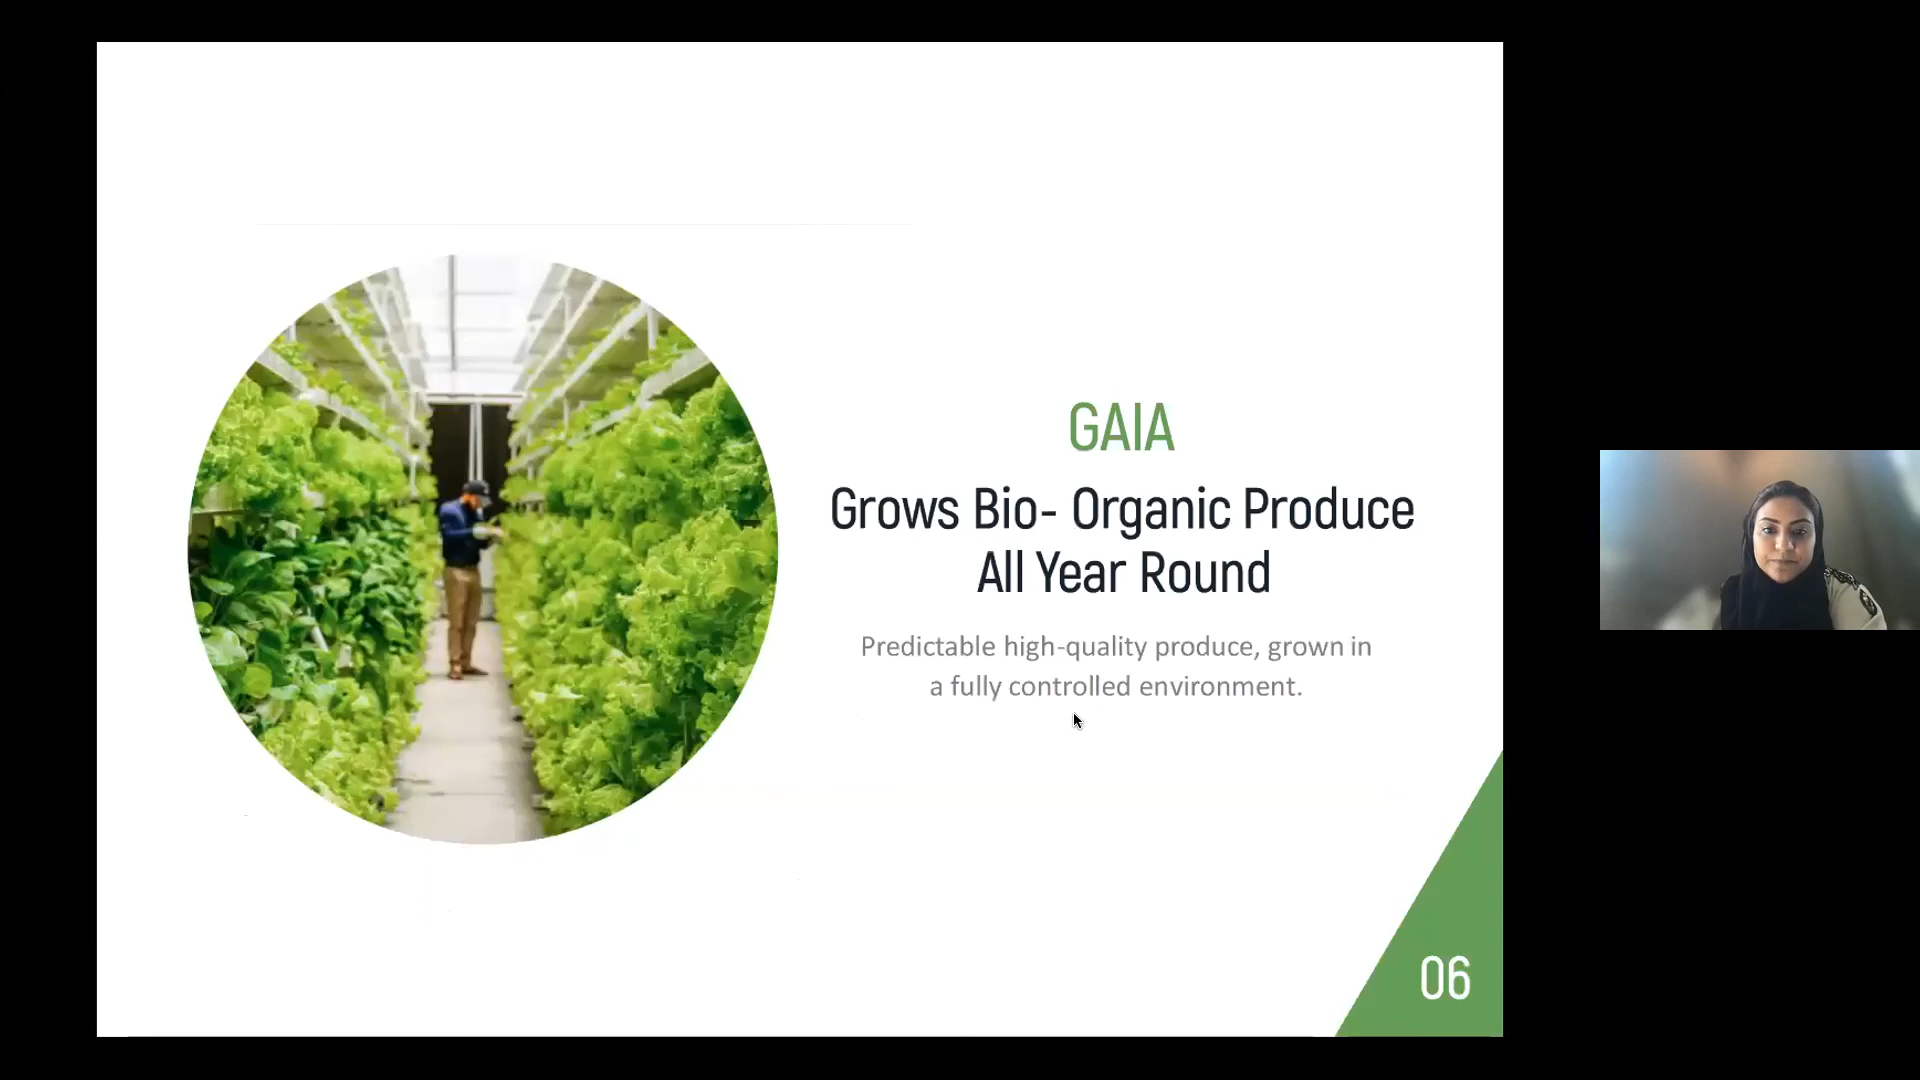 GAIA
Grows Bio- Organic Produce
All Year Round
Predictable high-quality produce, grown in
a fully controlled environment.
06